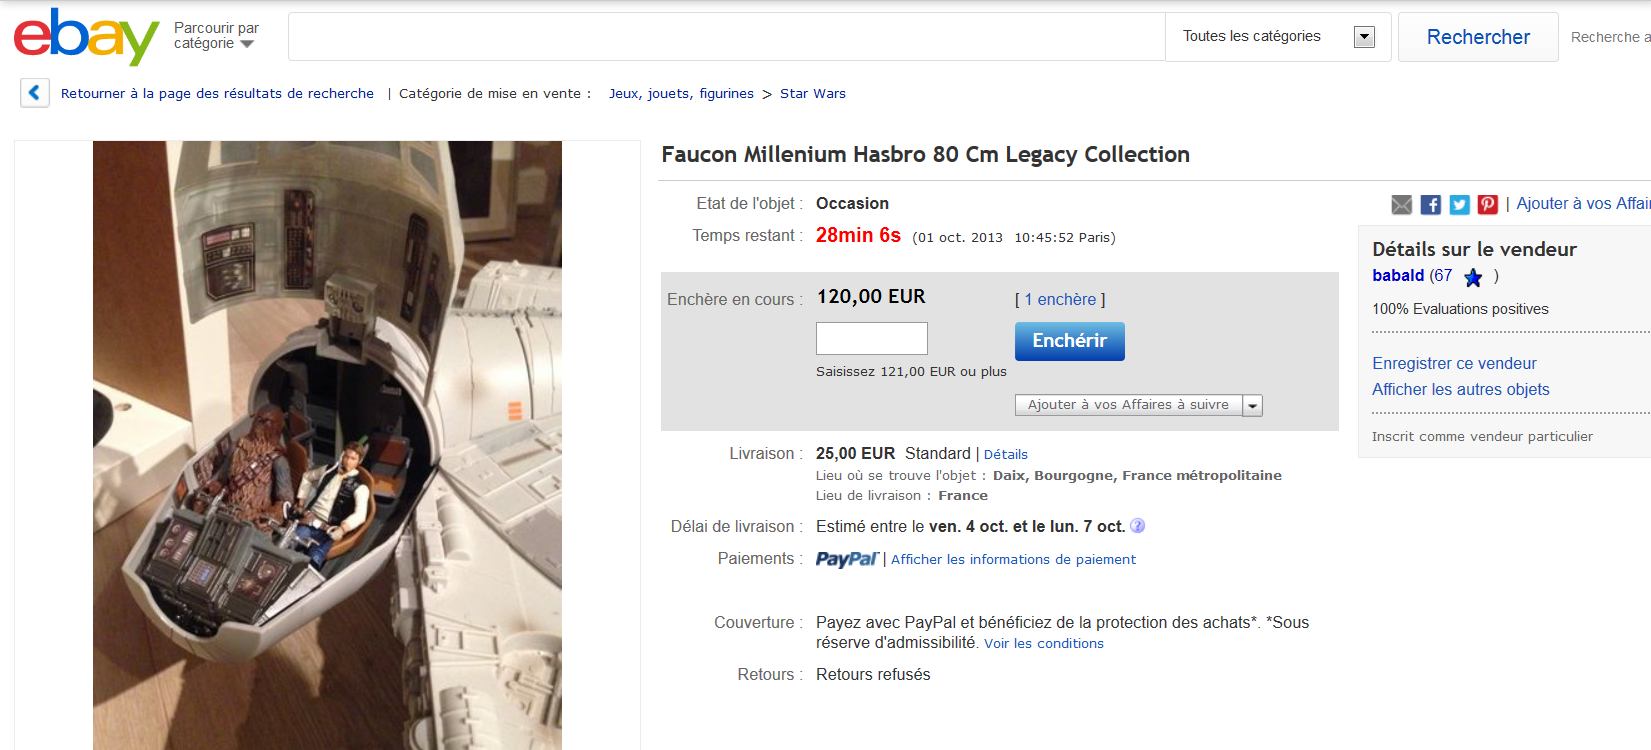 ebay
Parcourir par
catégorie
Toutes les catégories
Rechercher
Recherche a
Retourner à la page des résultats de recherche | Catégorie de mise en vente : Jeux, jouets, figurines > Star Wars
Faucon Millenium Hasbro 80 Cm Legacy Collection
Etat de l'objet : Occasion
Temps restant : 28min 6s (01 oct. 2013 10:45:52 Paris)
Enchère en cours : 120,00 EUR [ 1 enchère ]
Enchérir
Saisissez 121,00 EUR ou plus
Ajouter à vos Affaires à suivre
Livraison : 25,00 EUR Standard | Détails
Lieu où se trouve l'objet : Daix, Bourgogne, France métropolitaine
Lieu de livraison : France
Délai de livraison : Estimé entre le ven. 4 oct. et le lun. 7 oct. ?
Paiements : PayPal | Afficher les informations de paiement
Couverture : Payez avec PayPal et bénéficiez de la protection des achats*. *Sous
réserve d'admissibilité. Voir les conditions
Retours : Retours refusés
| Ajouter à vos Affai
Détails sur le vendeur
babald (67 )
100% Evaluations positives
Enregistrer ce vendeur
Afficher les autres objets
Inscrit comme vendeur particulier